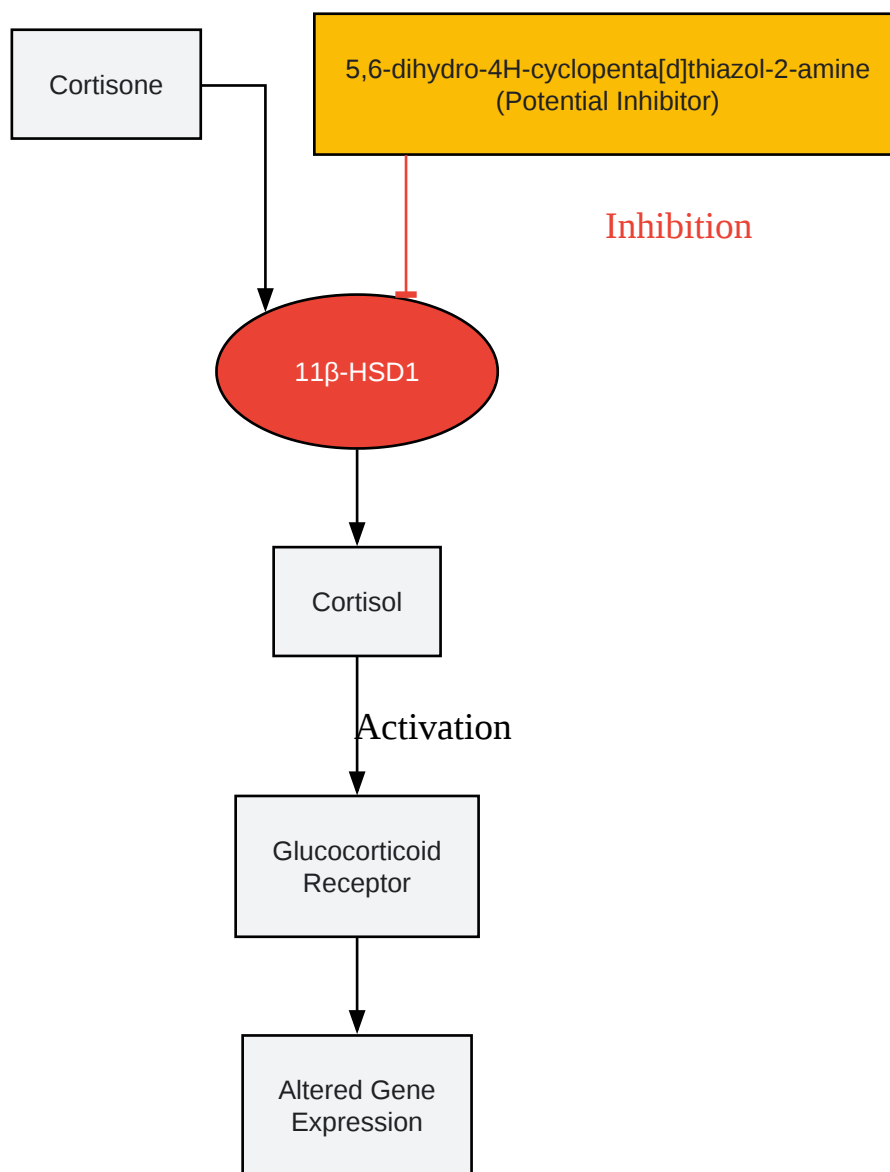 Cortisone
5,6-dihydro-4H-cyclopenta[d]thiazol-2-amine
(Potential Inhibitor)
Inhibition
11β-HSD1
Cortisol
Activation
Glucocorticoid
Receptor
Altered Gene
Expression